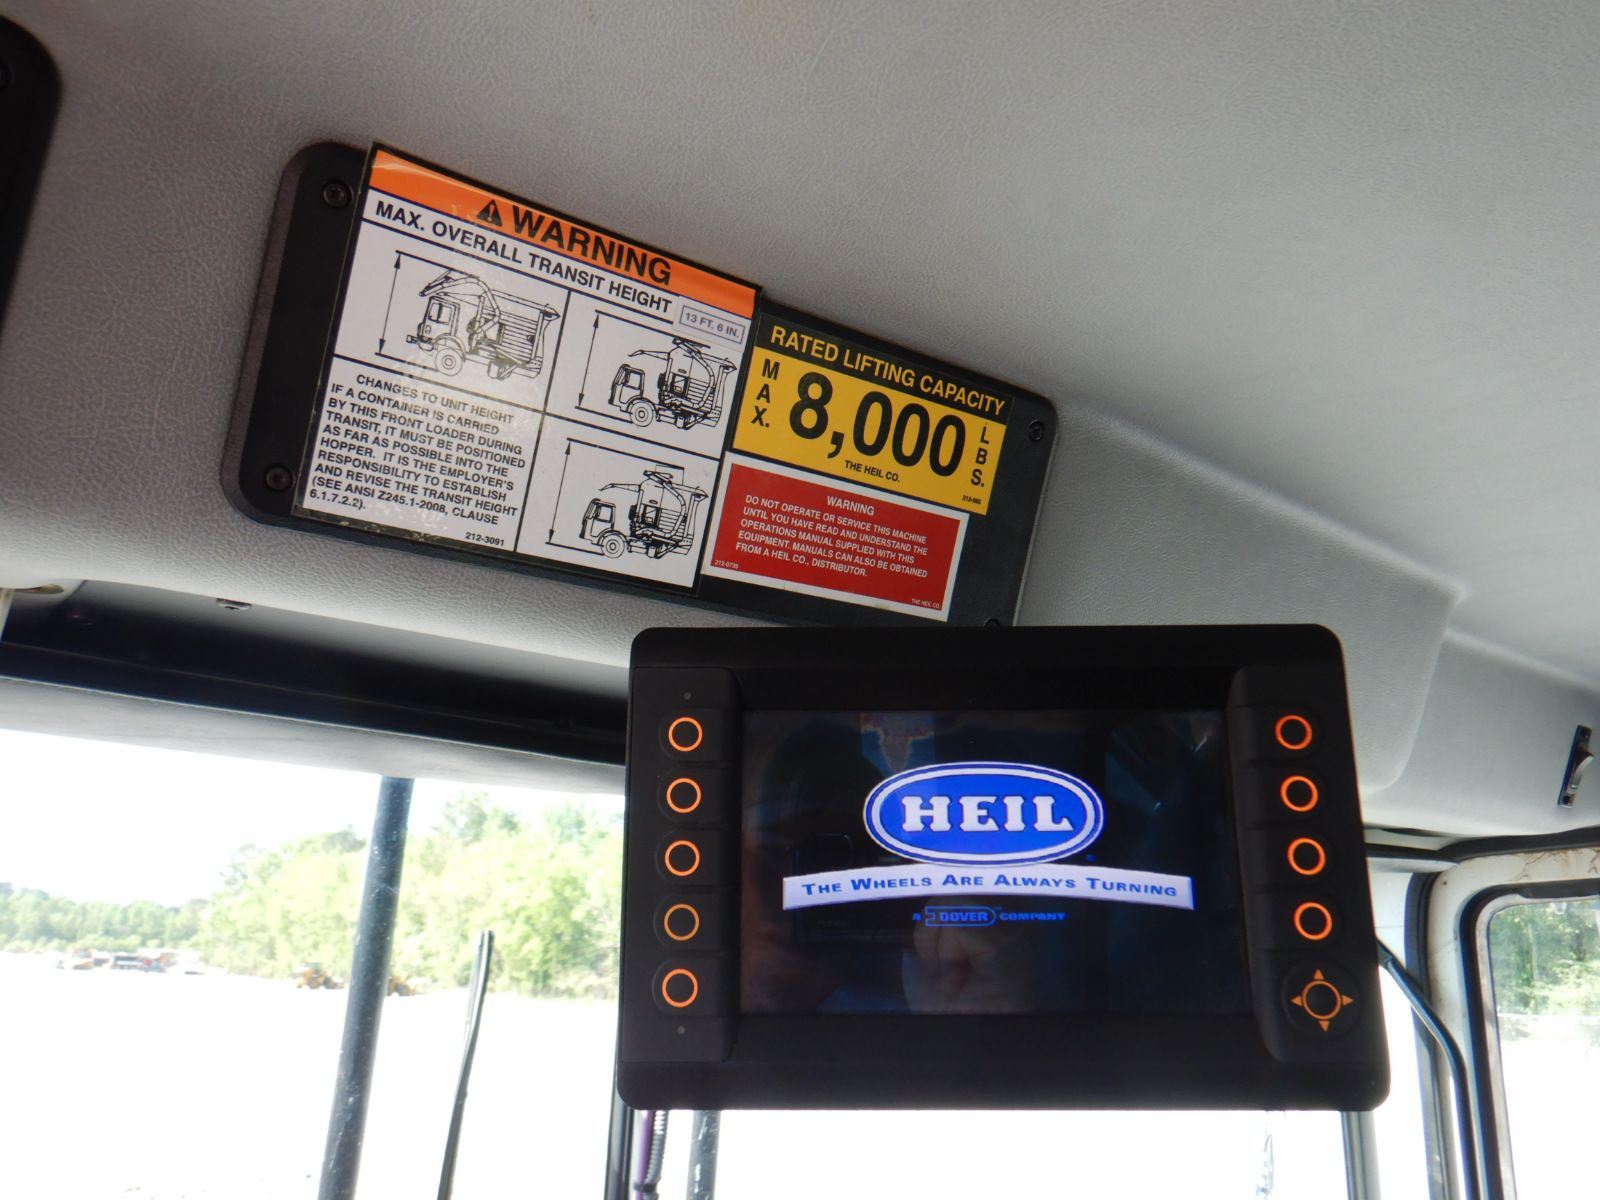 WARNING
MAX. OVERALL TRANSIT HEIGHT
13 FT. 6 IN.
CHANGES TO UNIT HEIGHT
IF A CONTAINER IS CARRIED
BY THIS FRONT LOADER DURING
TRANSIT, IT MUST BE POSITIONED
AS FAR AS POSSIBLE INTO THE
HOPPER. IT IS THE EMPLOYER'S
RESPONSIBILITY TO ESTABLISH
AND REVISE THE TRANSIT HEIGHT
(SEE ANSI Z245.1-2008, CLAUSE
6.1.7.2.2).
212-3091
RATED LIFTING CAPACITY
MAX.
8,000
LBS.
THE HEIL CO.
WARNING
DO NOT OPERATE OR SERVICE THIS MACHINE
UNTIL YOU HAVE READ AND UNDERSTAND THE
OPERATIONS MANUAL SUPPLIED WITH THIS
EQUIPMENT. MANUALS CAN ALSO BE OBTAINED
FROM A HEIL CO., DISTRIBUTOR.
212-0735
THE HEIL CO.
HEIL
THE WHEELS ARE ALWAYS TURNING
A DOVER COMPANY